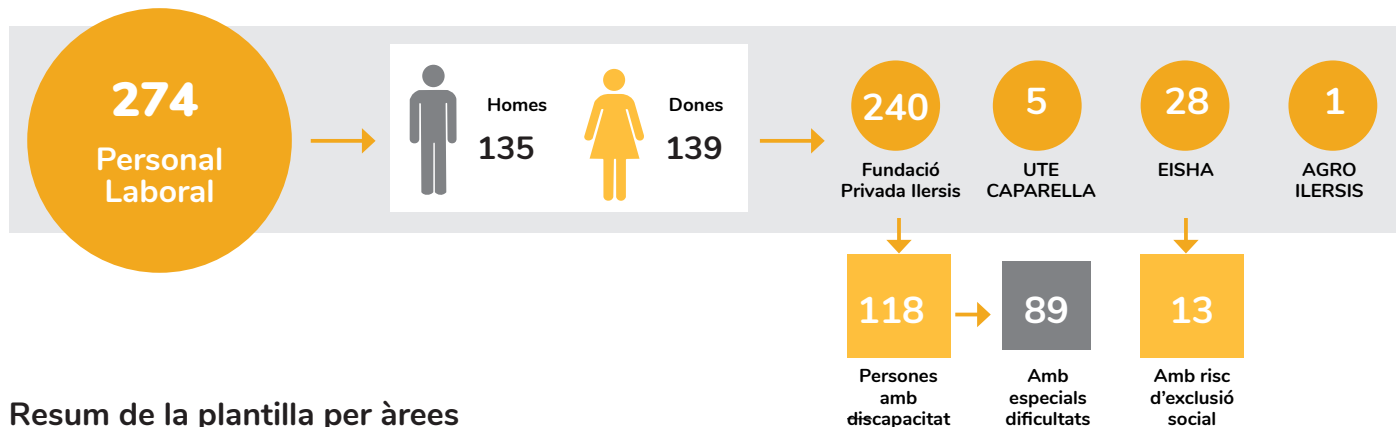 274
Personal
Laboral
Homes
135
Dones
139
240
Fundació
Privada Ilersis
5
UTE
CAPARELLA
28
EISHA
1
AGRO
ILERSIS
118
Persones
amb
discapacitat
89
Amb
especials
dificultats
13
Amb risc
d'exclusió
social
Resum de la plantilla per àrees